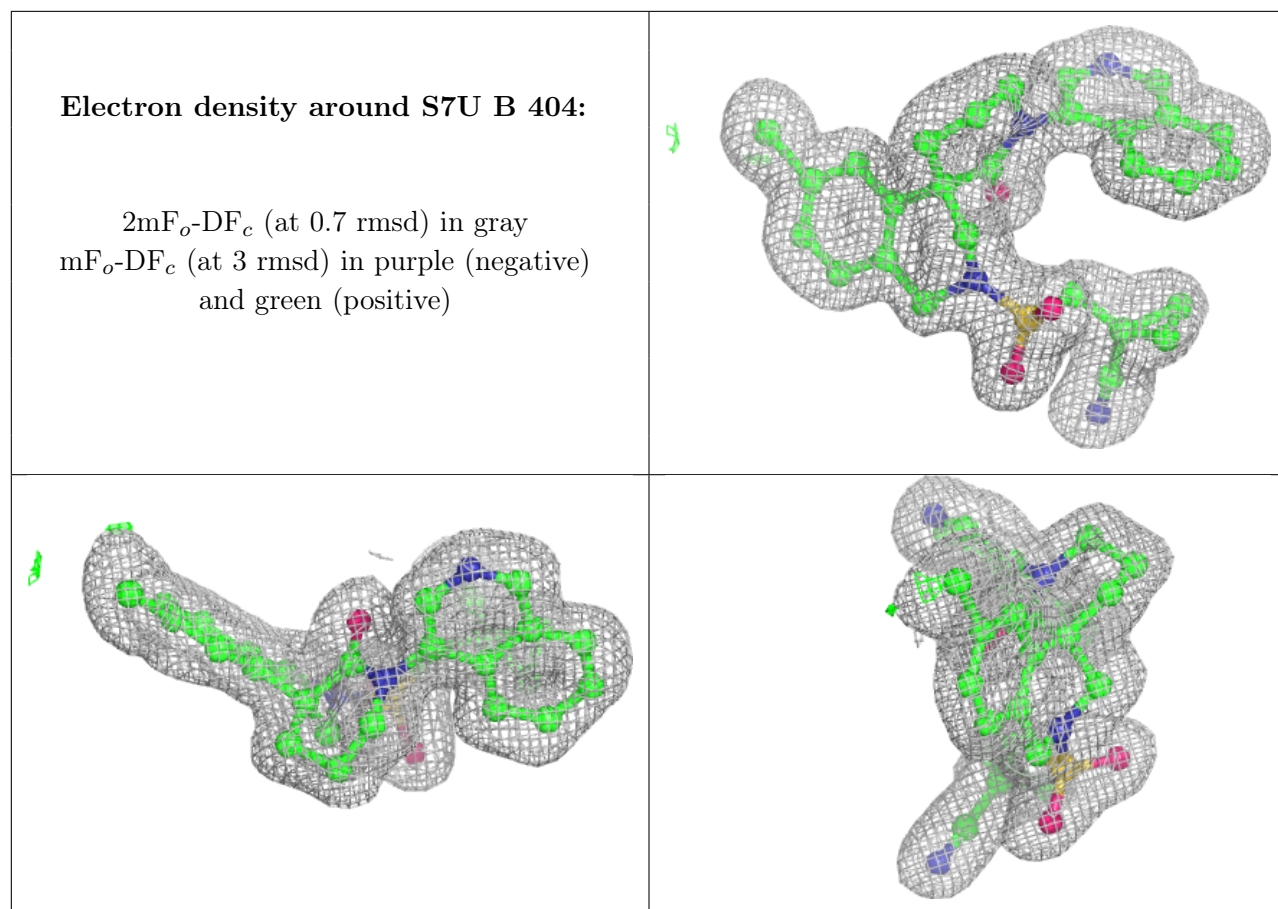 Electron density around S7U B 404:
2mFₒ-DF𝒸 (at 0.7 rmsd) in gray
mFₒ-DF𝒸 (at 3 rmsd) in purple (negative)
and green (positive)